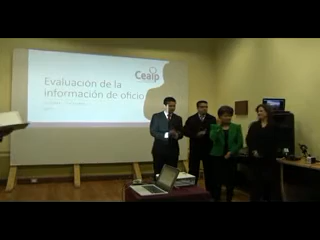 Ceaip
Evaluación de la
información de oficio